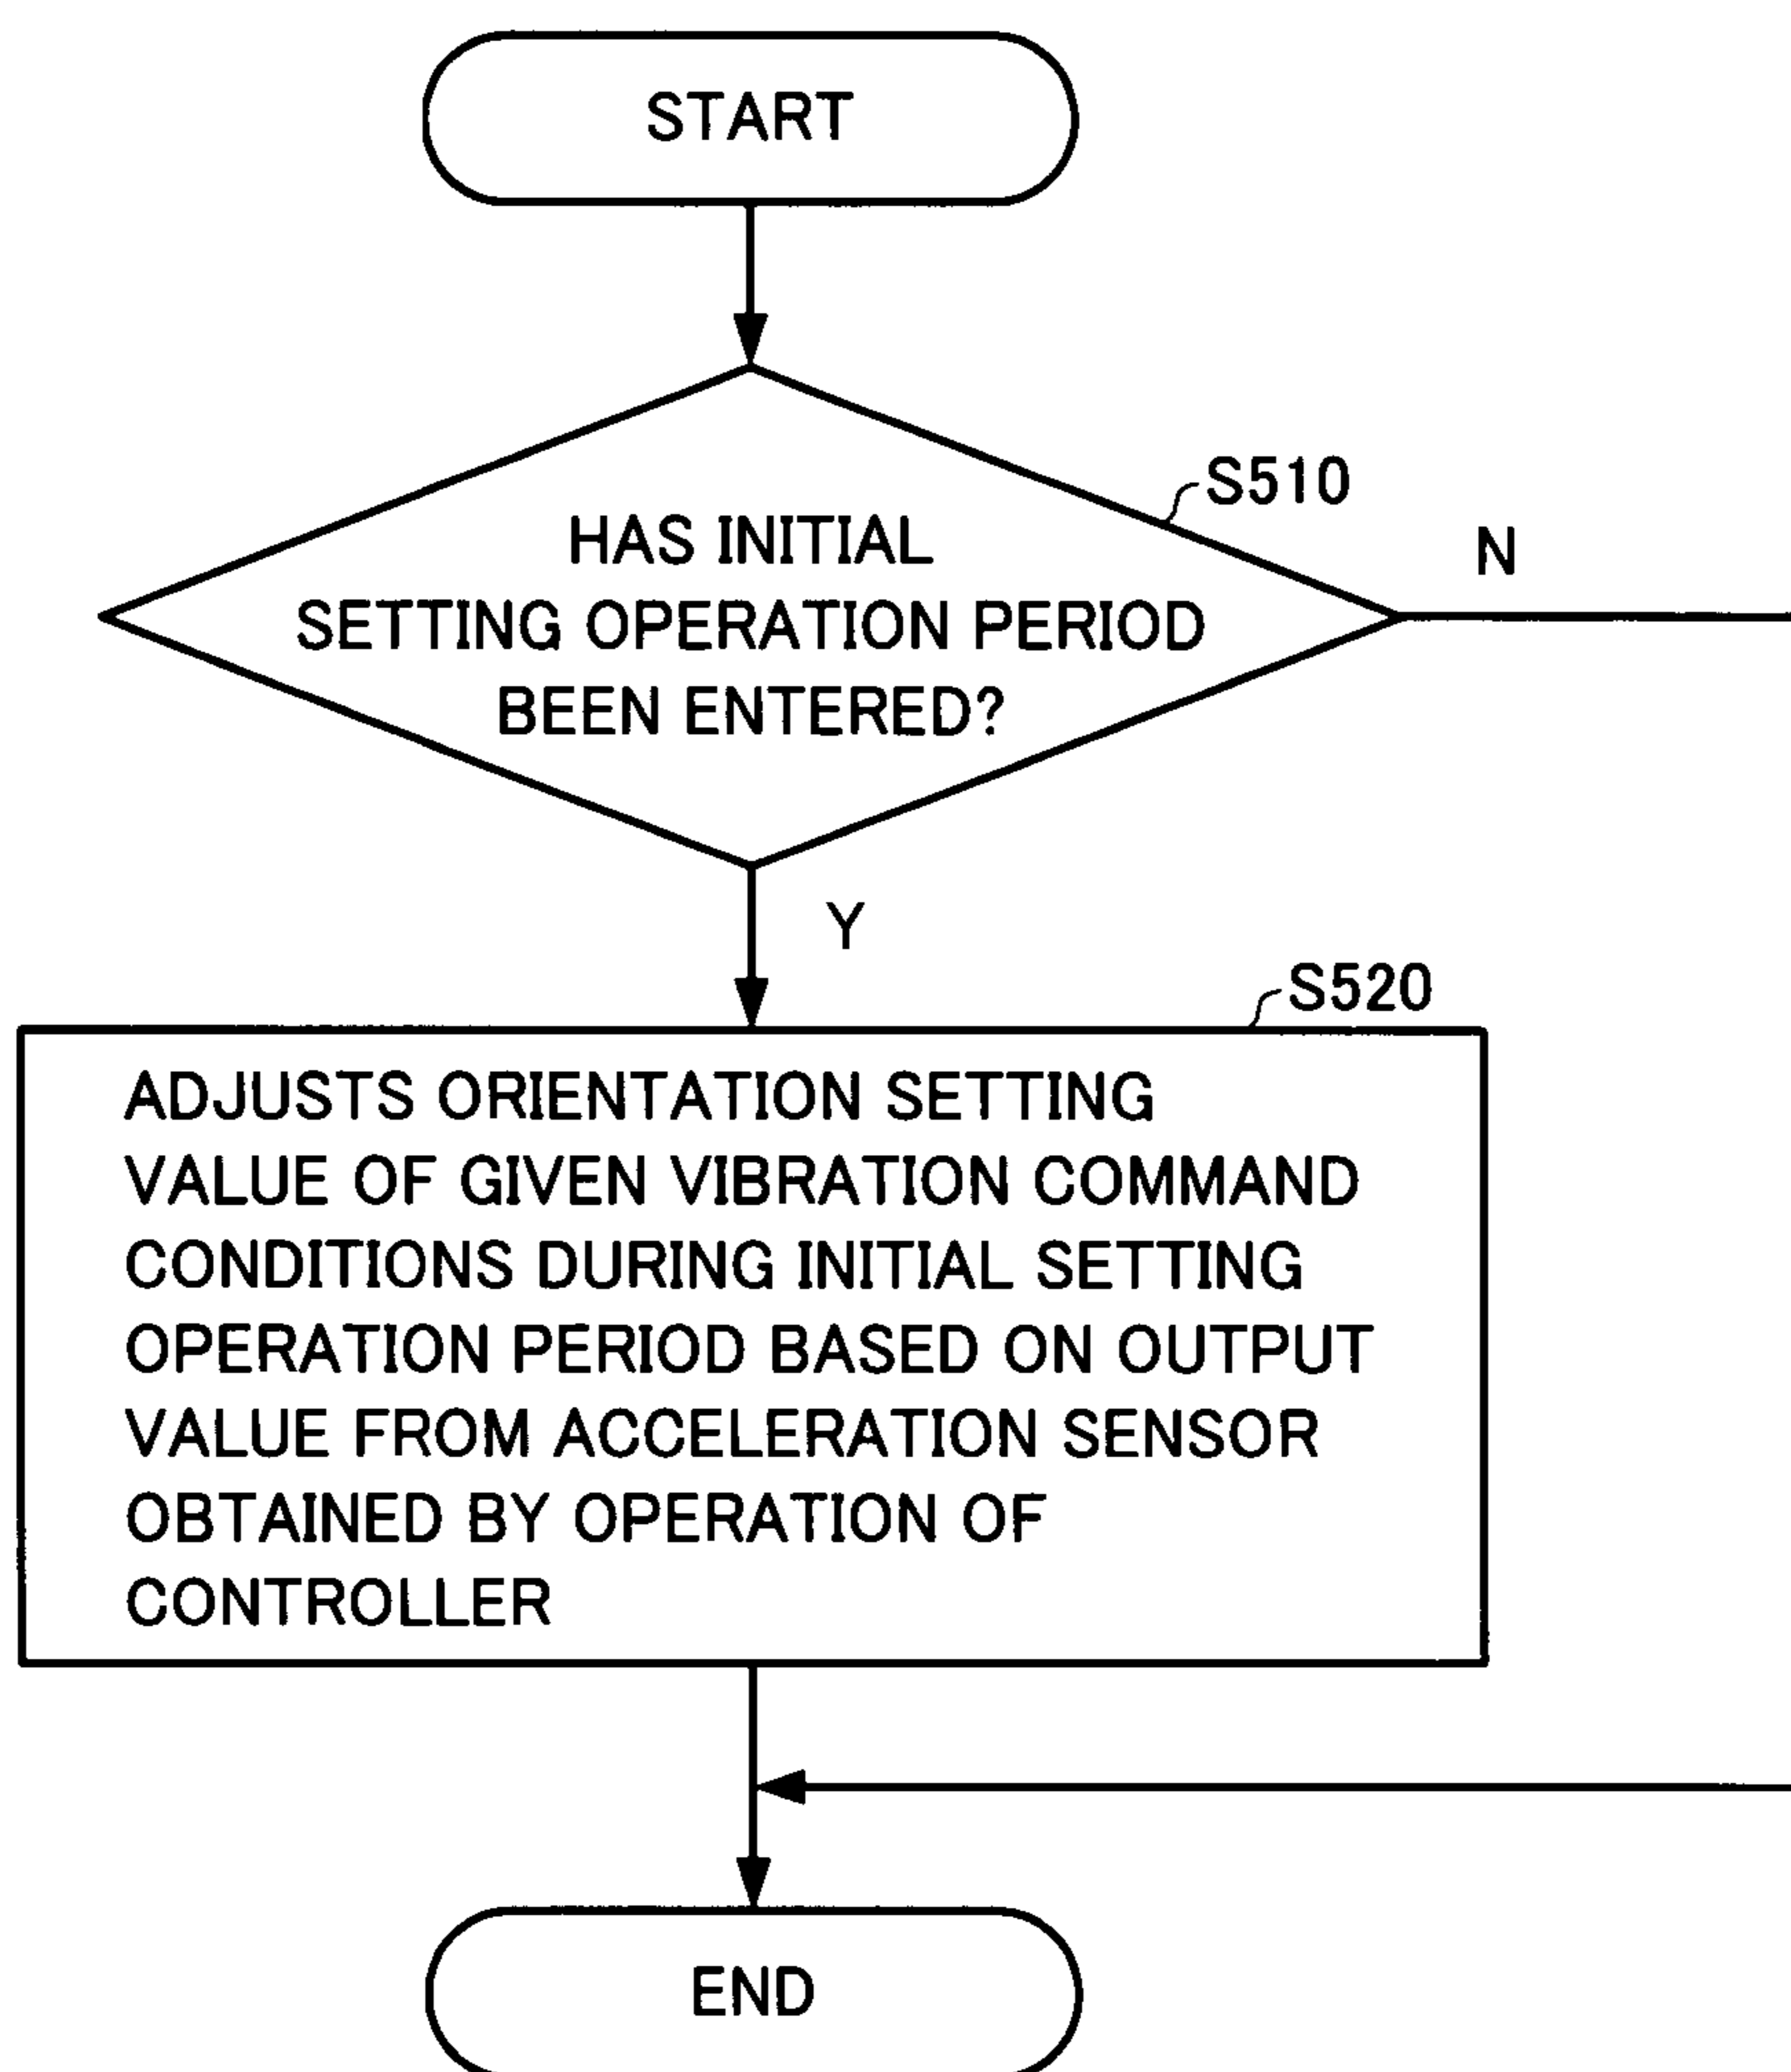 START
S510
N
HAS INITIAL
SETTING OPERATION PERIOD
BEEN ENTERED?
Y
S520
ADJUSTS ORIENTATION SETTING
VALUE OF GIVEN VIBRATION COMMAND
CONDITIONS DURING INITIAL SETTING
OPERATION PERIOD BASED ON OUTPUT
VALUE FROM ACCELERATION SENSOR
OBTAINED BY OPERATION OF
CONTROLLER
END